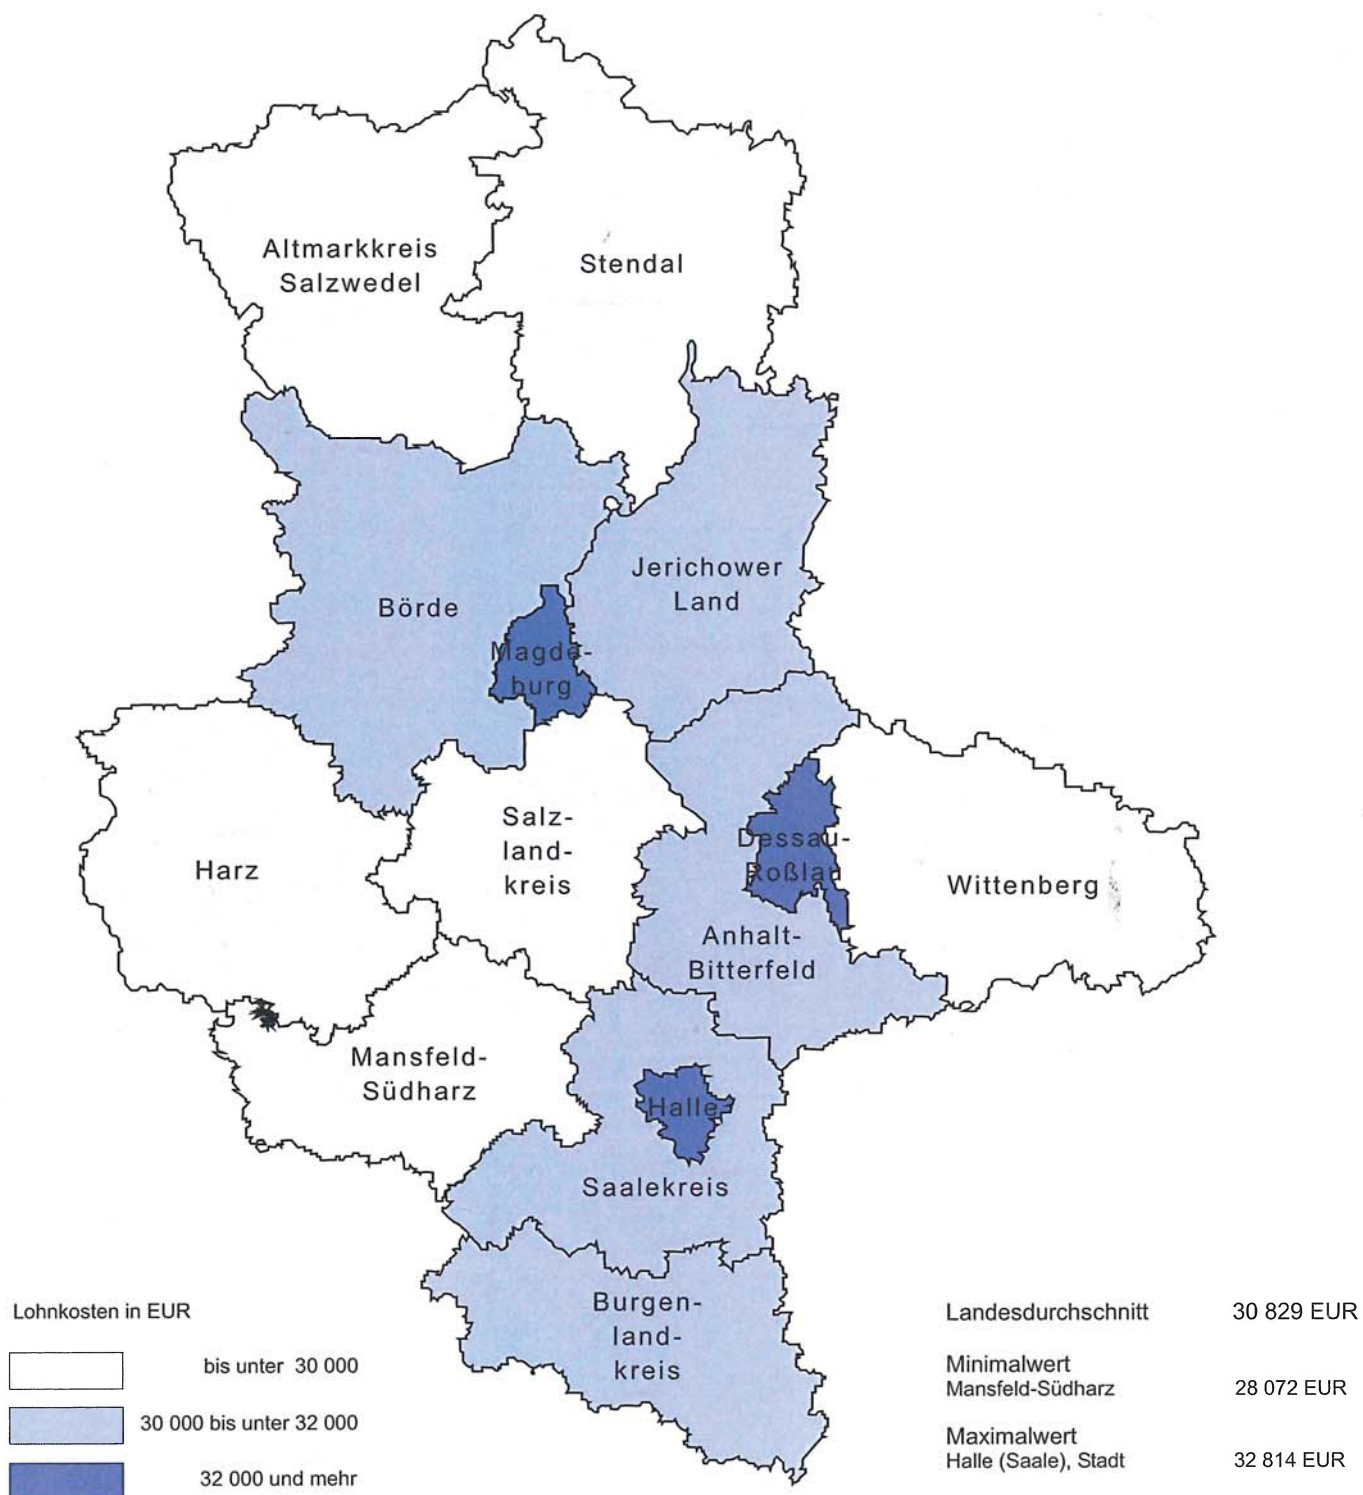 Altmarkkreis
Salzwedel
Stendal
Jerichower
Land
Börde
Magde-
burg
Salz-
land-
kreis
Harz
Dessau-
Roßlau
Wittenberg
Anhalt-
Bitterfeld
Mansfeld-
Südharz
Halle
Saalekreis
Burgen-
land-
kreis
Lohnkosten in EUR
bis unter 30 000
30 000 bis unter 32 000
32 000 und mehr
Landesdurchschnitt 30 829 EUR
Minimalwert
Mansfeld-Südharz 28 072 EUR
Maximalwert
Halle (Saale), Stadt 32 814 EUR